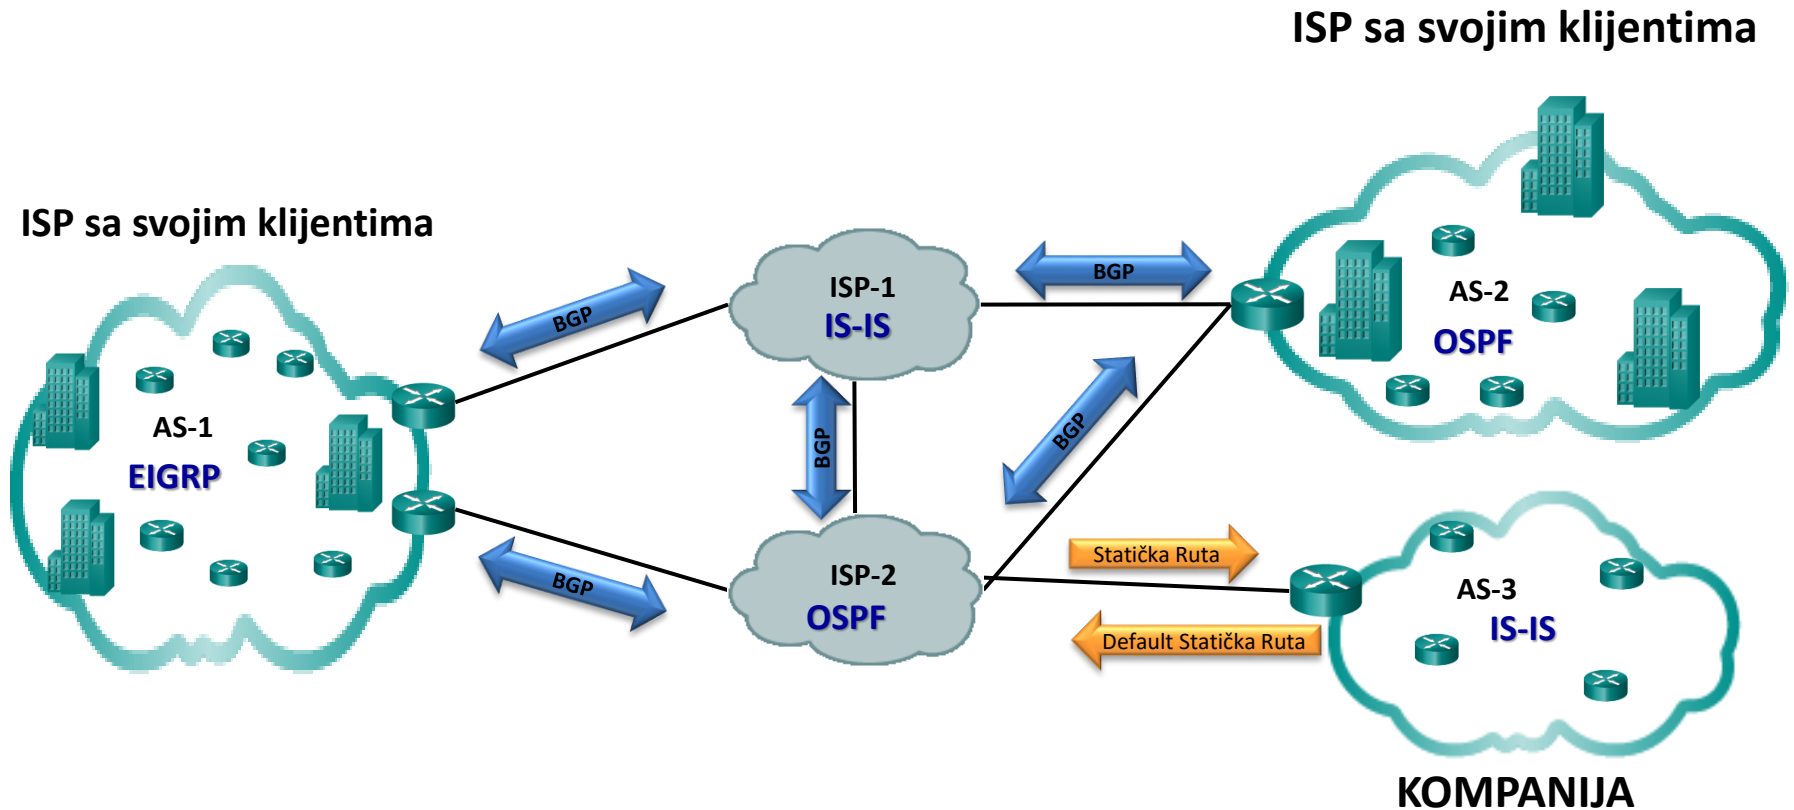 ISP sa svojim klijentima
ISP sa svojim klijentima
BGP
ISP-1
IS-IS
BGP
AS-2
OSPF
AS-1
EIGRP
BGP
BGP
BGP
ISP-2
OSPF
Statička Ruta
Default Statička Ruta
AS-3
IS-IS
KOMPANIJA